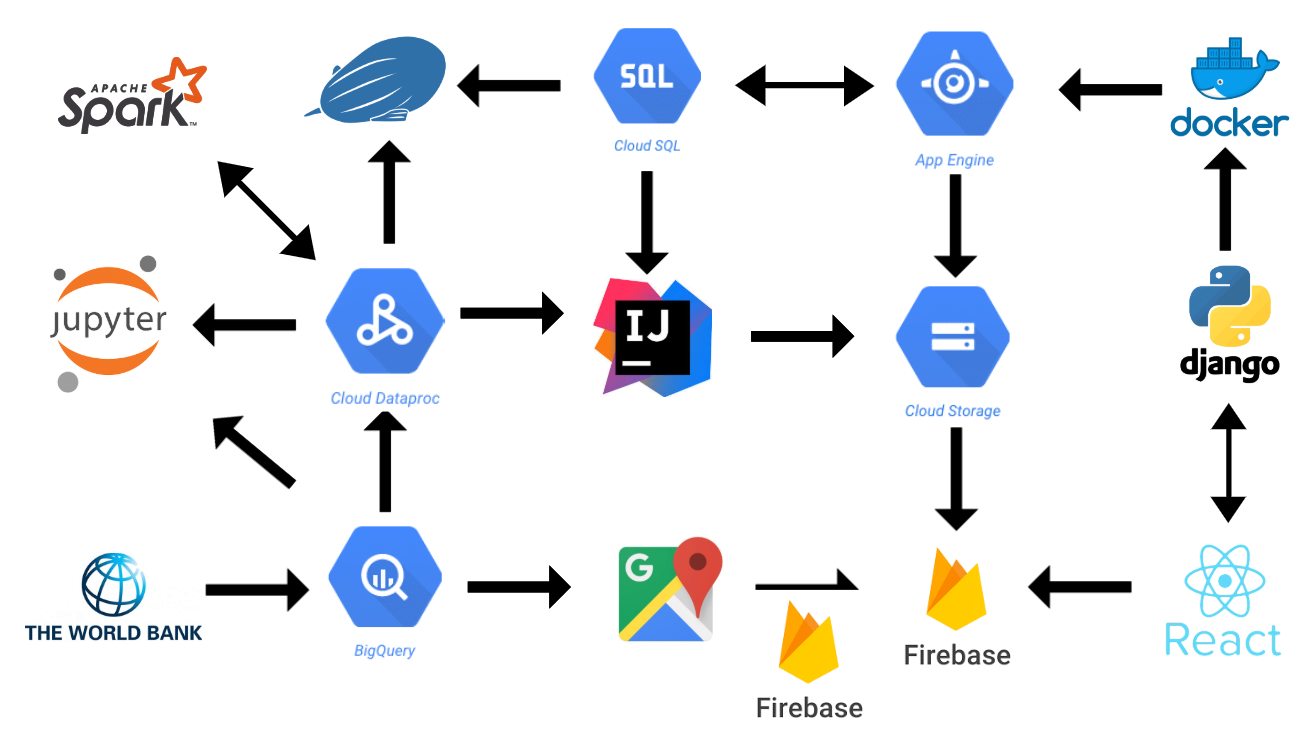 APACHE
Spark™
SQL
Cloud SQL
App Engine
docker
jupyter
Cloud Dataproc
IJ
Cloud Storage
django
THE WORLD BANK
BigQuery
G
Firebase
Firebase
React